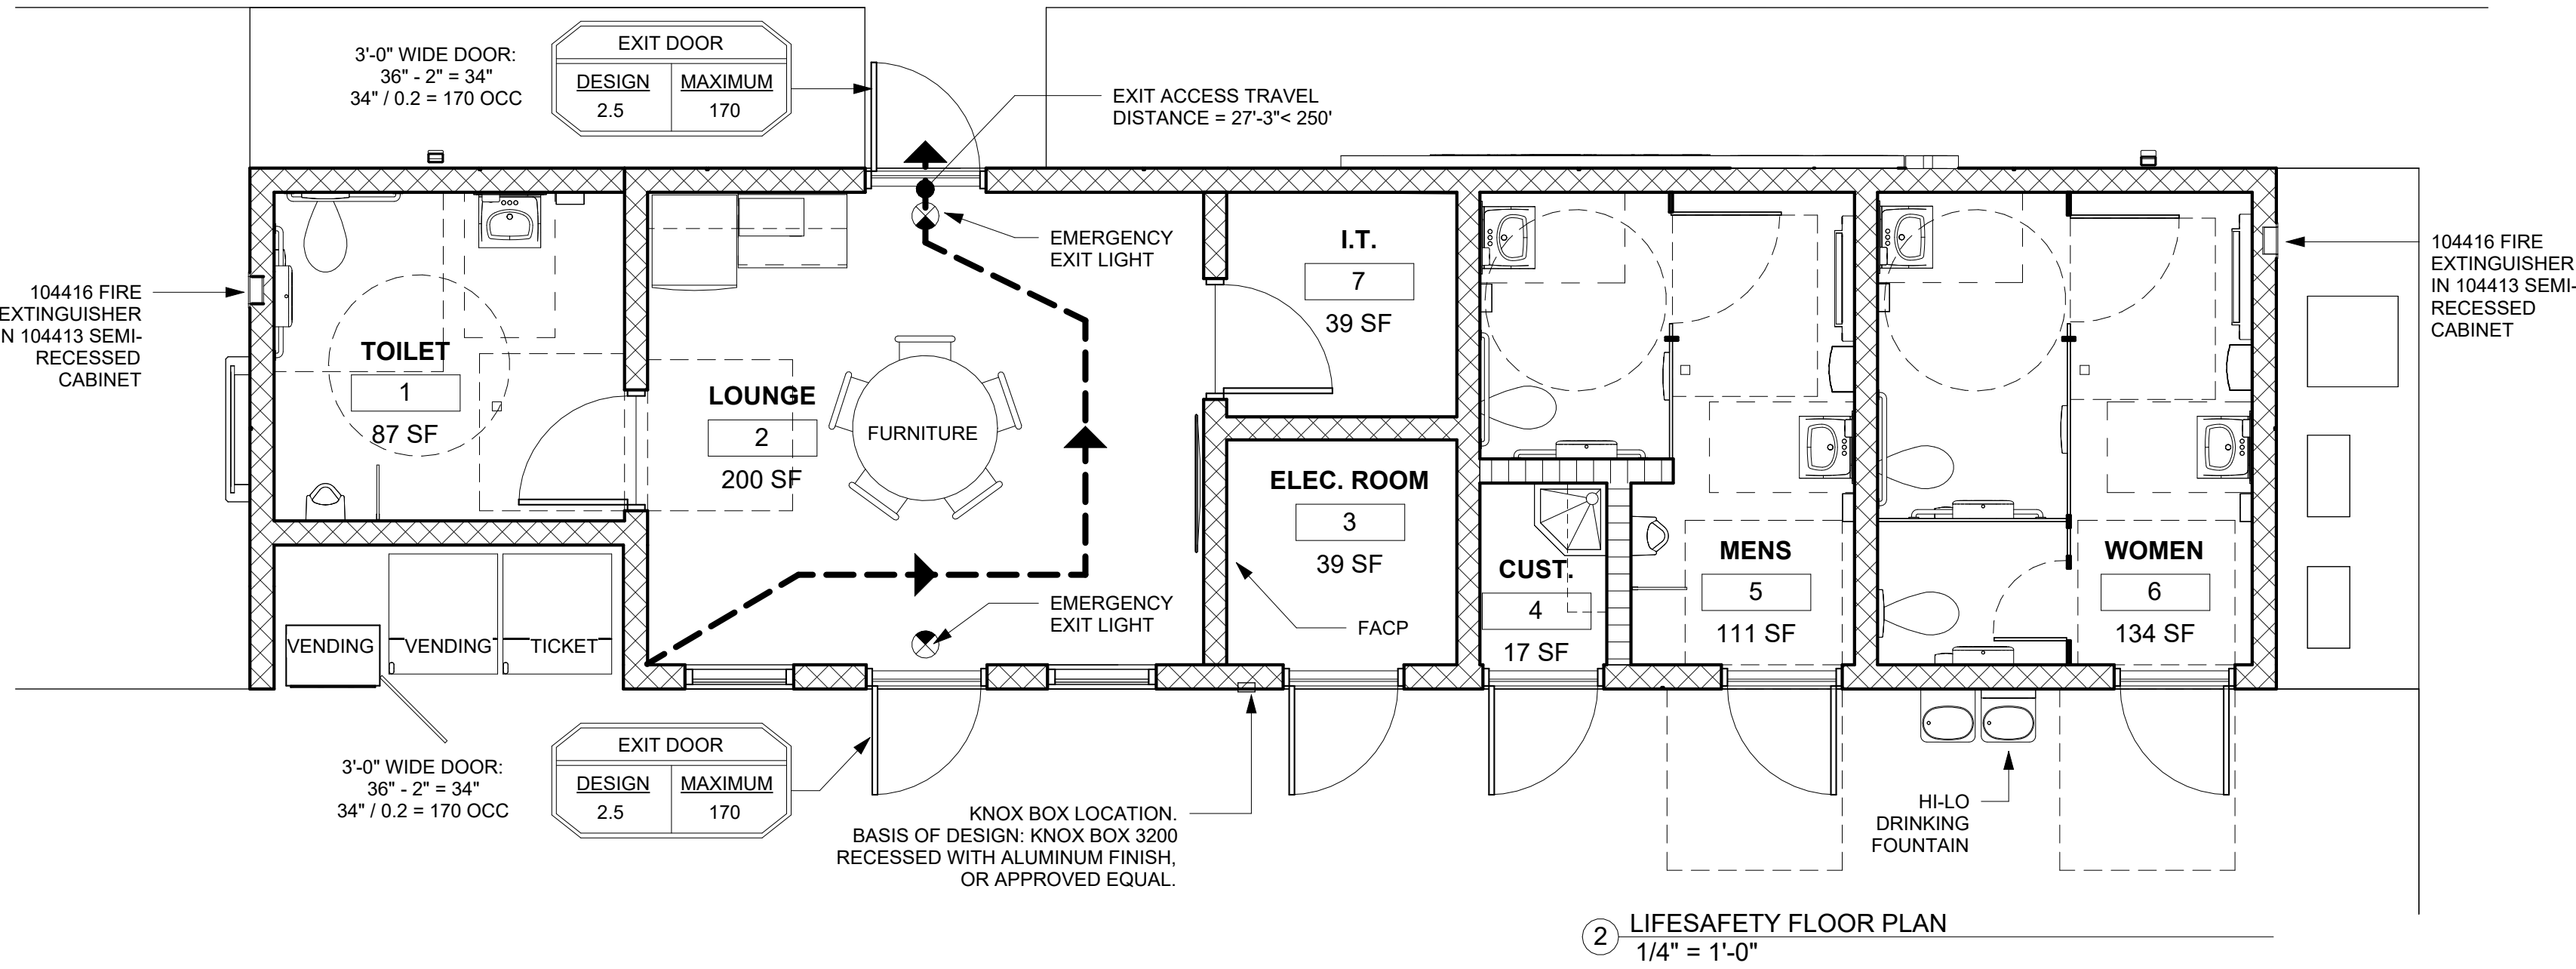 3'-0" WIDE DOOR:
36" - 2" = 34"
34" / 0.2 = 170 OCC
EXIT DOOR
DESIGN
MAXIMUM
2.5
170
EXIT ACCESS TRAVEL
DISTANCE = 27'-3"< 250'
EMERGENCY
EXIT LIGHT
104416 FIRE
EXTINGUISHER
IN 104413 SEMI-
RECESSED
CABINET
TOILET
1
87 SF
LOUNGE
2
200 SF
FURNITURE
I.T.
7
39 SF
ELEC. ROOM
3
39 SF
FACP
CUST.
4
17 SF
MENS
5
111 SF
WOMEN
6
134 SF
104416 FIRE
EXTINGUISHER
IN 104413 SEMI-
RECESSED
CABINET
EMERGENCY
EXIT LIGHT
VENDING
VENDING
TICKET
3'-0" WIDE DOOR:
36" - 2" = 34"
34" / 0.2 = 170 OCC
EXIT DOOR
DESIGN
MAXIMUM
2.5
170
KNOX BOX LOCATION.
BASIS OF DESIGN: KNOX BOX 3200
RECESSED WITH ALUMINUM FINISH,
OR APPROVED EQUAL.
HI-LO
DRINKING
FOUNTAIN
2
LIFESAFETY FLOOR PLAN
1/4" = 1'-0"